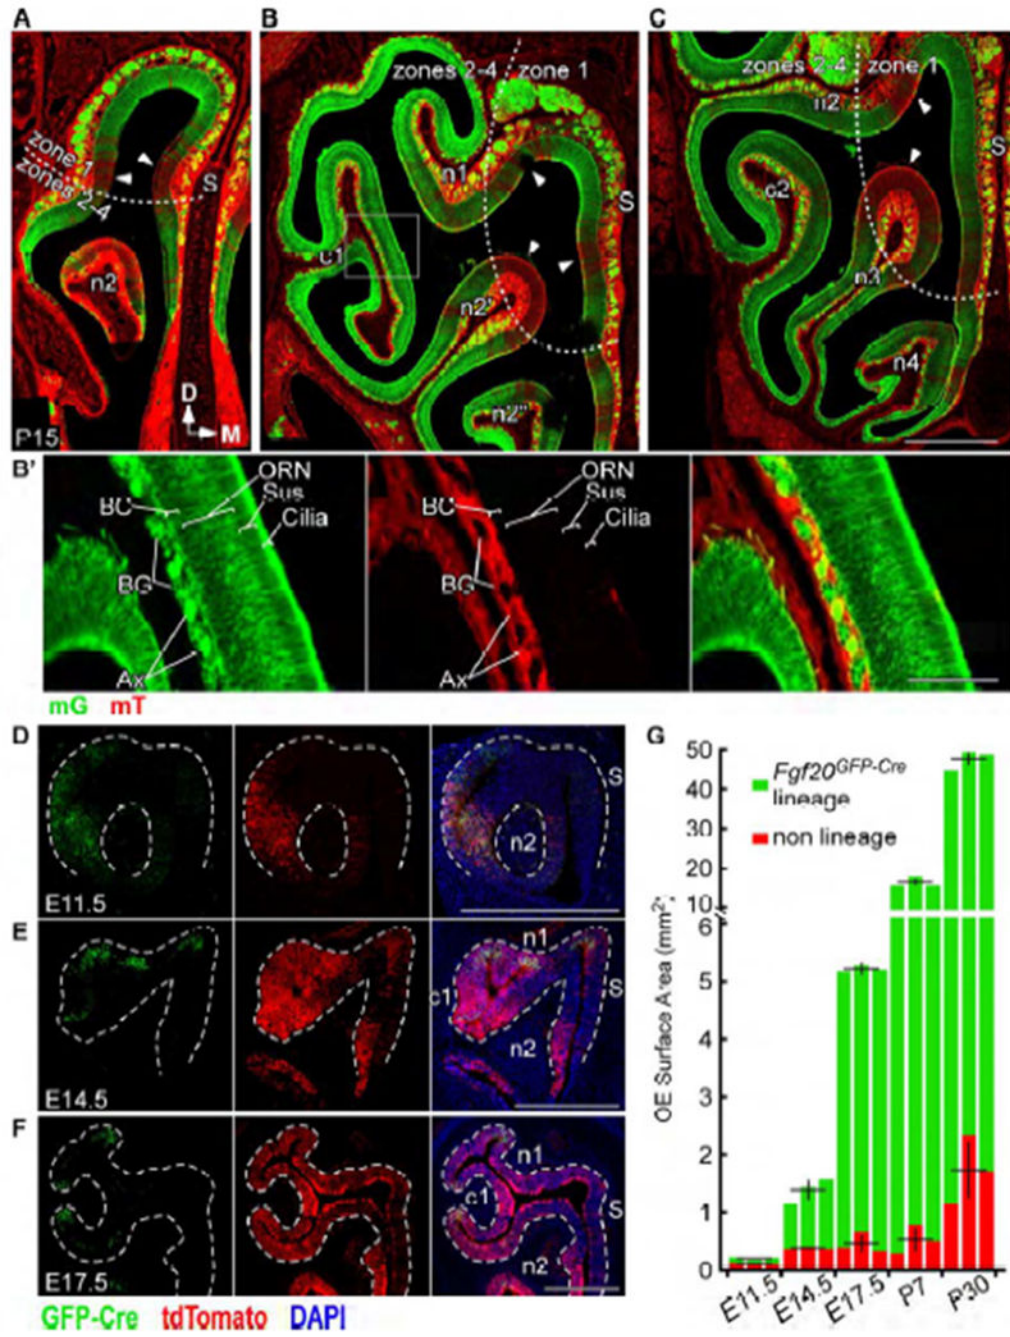 A
zone 1
zones 2-4
S
n2
D
M
P15
B
zones 2-4 zone 1
n1
S
c1
n2'
n2"
C
zones 2-4 zone 1
n2
S
c2
n3
n4
B'
ORN
Sus
BC
Cilia
BG
Ax
ORN
Sus
BC
Cilia
BG
Ax
mG mT
D
S
n2
E11.5
E
n1
c1
S
n2
E14.5
F
n1
c1
S
n2
E17.5
GFP-Cre tdTomato DAPI
G
Fgf20GFP-Cre
lineage
non lineage
OE Surface Area (mm2)
50
40
30
20
10
6
5
4
3
2
1
0
E11.5
E14.5
E17.5
P7
P30